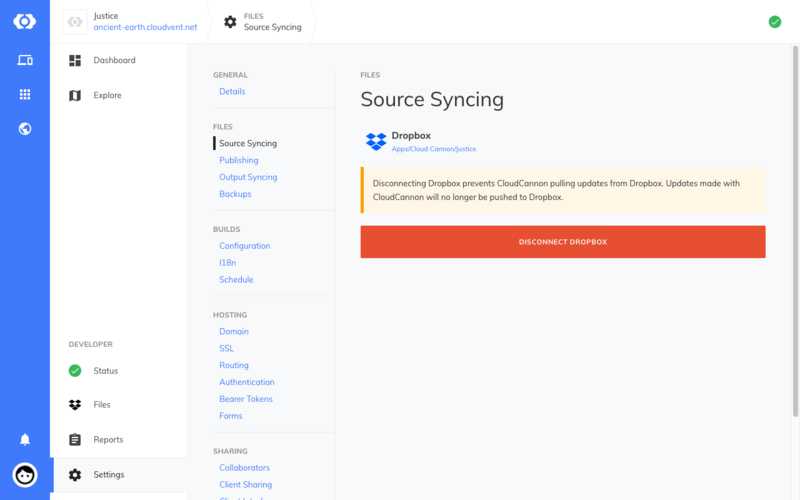 Justice
ancient-earth.cloudvent.net
FILES
Source Syncing
Dashboard
Explore
DEVELOPER
Status
Files
Reports
Settings
GENERAL
Details
FILES
Source Syncing
Publishing
Output Syncing
Backups
BUILDS
Configuration
I18n
Schedule
HOSTING
Domain
SSL
Routing
Authentication
Bearer Tokens
Forms
SHARING
Collaborators
Client Sharing
FILES
Source Syncing
Dropbox
Apps/Cloud Cannon/Justice
Disconnecting Dropbox prevents CloudCannon pulling updates from Dropbox. Updates made with
CloudCannon will no longer be pushed to Dropbox.
DISCONNECT DROPBOX